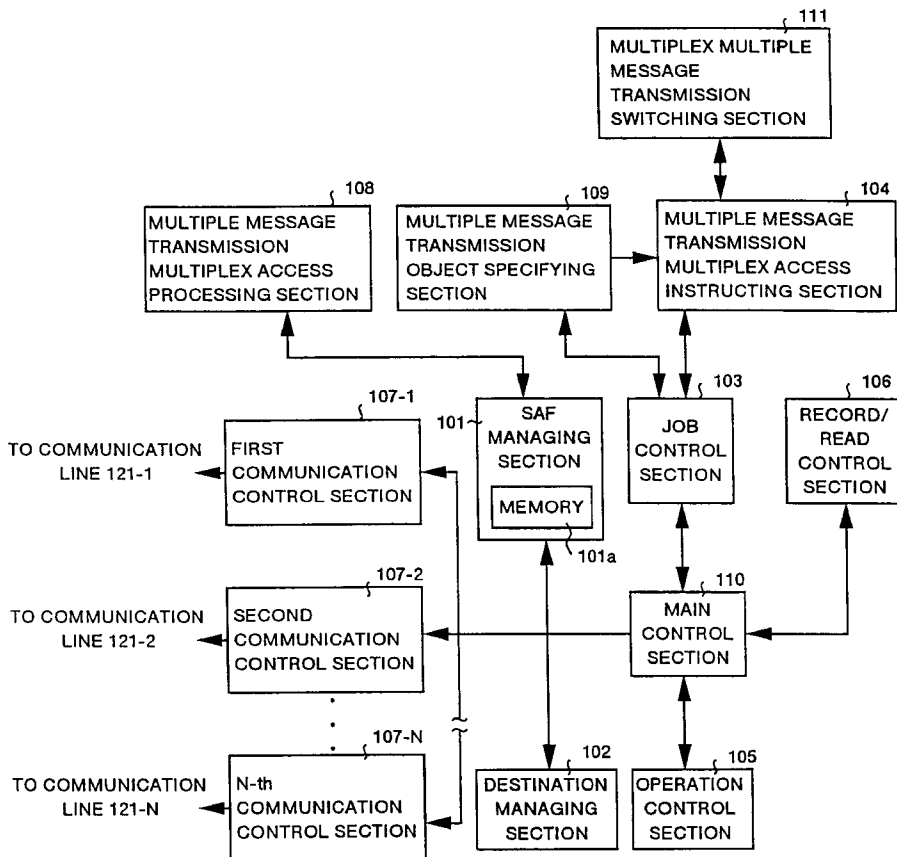 111
MULTIPLEX MULTIPLE
MESSAGE
TRANSMISSION
SWITCHING SECTION
108
MULTIPLE MESSAGE
TRANSMISSION
MULTIPLEX ACCESS
PROCESSING SECTION
109
MULTIPLE MESSAGE
TRANSMISSION
OBJECT SPECIFYING
SECTION
104
MULTIPLE MESSAGE
TRANSMISSION
MULTIPLEX ACCESS
INSTRUCTING SECTION
107-1
FIRST
COMMUNICATION
CONTROL SECTION
TO COMMUNICATION
LINE 121-1
101
SAF
MANAGING
SECTION
MEMORY
101a
103
JOB
CONTROL
SECTION
106
RECORD/
READ
CONTROL
SECTION
107-2
SECOND
COMMUNICATION
CONTROL SECTION
TO COMMUNICATION
LINE 121-2
110
MAIN
CONTROL
SECTION
107-N
N-th
COMMUNICATION
CONTROL SECTION
TO COMMUNICATION
LINE 121-N
102
DESTINATION
MANAGING
SECTION
105
OPERATION
CONTROL
SECTION